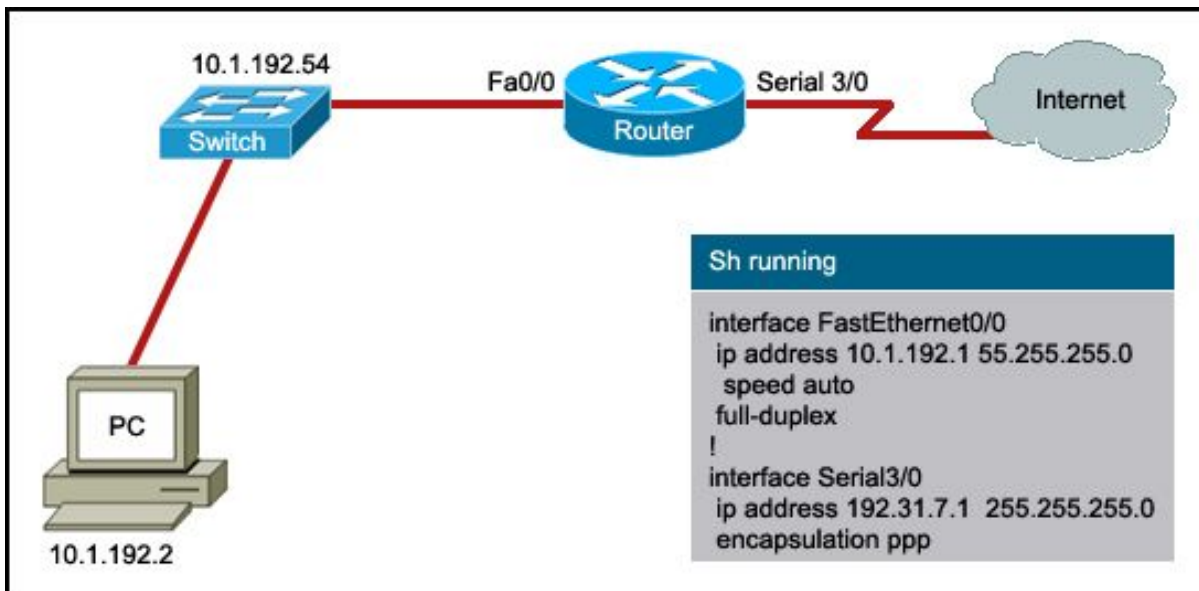 10.1.192.54
Fa0/0
Serial 3/0
Internet
Switch
Router
PC
10.1.192.2
Sh running
interface FastEthernet0/0
ip address 10.1.192.1 55.255.255.0
speed auto
full-duplex
!
interface Serial3/0
ip address 192.31.7.1 255.255.255.0
encapsulation ppp